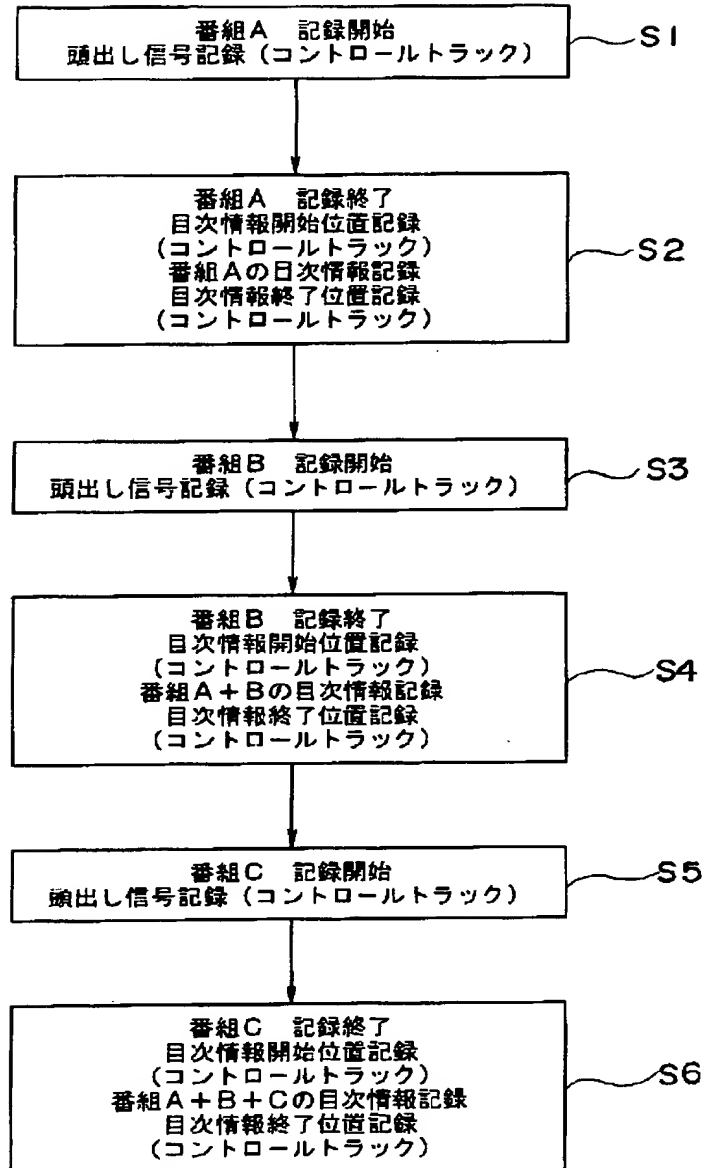 番組A 記録開始
頭出し信号記録(コントロールトラック)
S1
番組A 記録終了
目次情報開始位置記録
(コントロールトラック)
番組Aの目次情報記録
目次情報終了位置記録
(コントロールトラック)
S2
番組B 記録開始
頭出し信号記録(コントロールトラック)
S3
番組B 記録終了
目次情報開始位置記録
(コントロールトラック)
番組A+Bの目次情報記録
目次情報終了位置記録
(コントロールトラック)
S4
番組C 記録開始
頭出し信号記録(コントロールトラック)
S5
番組C 記録終了
目次情報開始位置記録
(コントロールトラック)
番組A+B+Cの目次情報記録
目次情報終了位置記録
(コントロールトラック)
S6